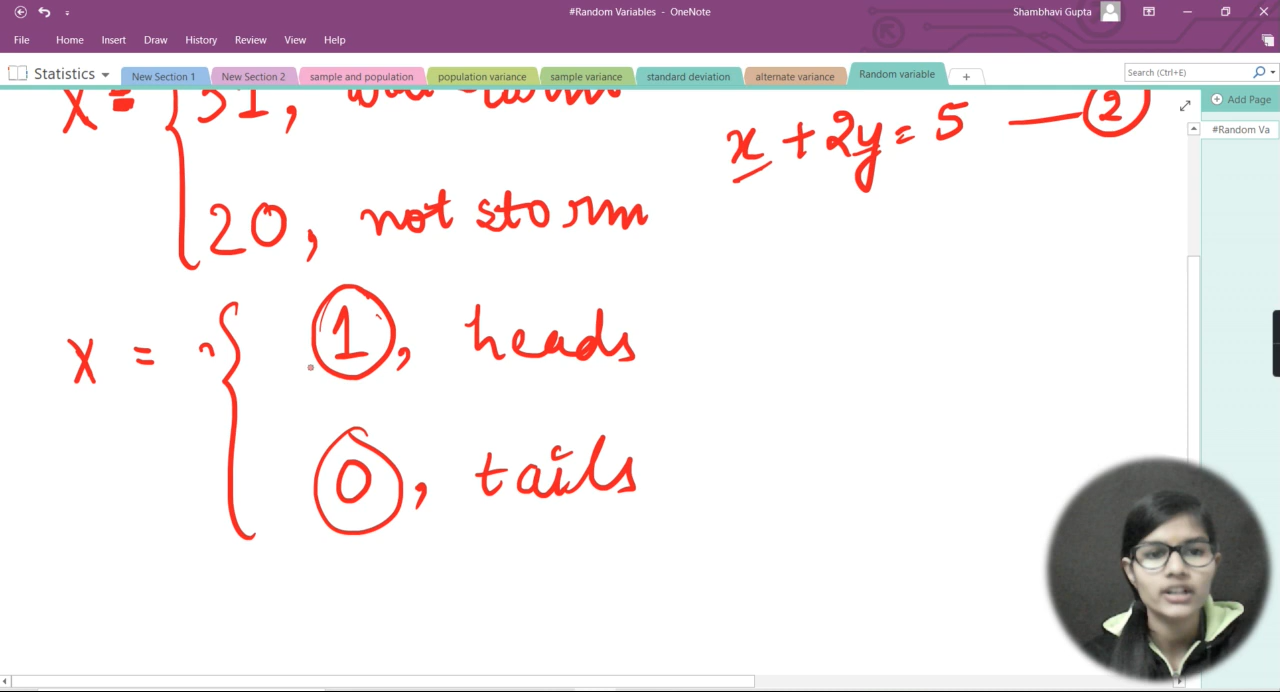 #Random Variables - OneNote
Shambhavi Gupta
File Home Insert Draw History Review View Help
Statistics
New Section 1
New Section 2
sample and population
population variance
sample variance
standard deviation
alternate variance
Random variable
+
Search (Ctrl+E)
Add Page
#Random Va
X = { 31,
20, not storm
x + 2y = 5 — 2
X = { 1, heads
0, tails